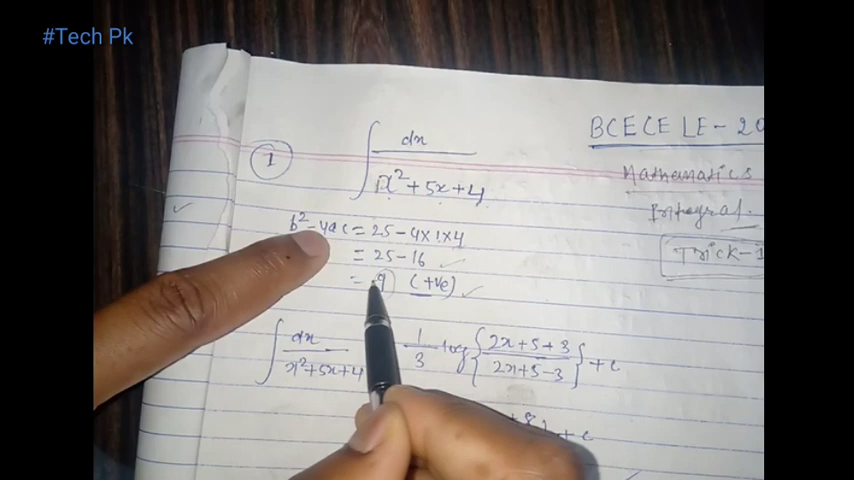 #Tech Pk
BCECE LE-20
Mathematics
Integral.
Trick-1
1
∫ dx / x² + 5x + 4
b² - 4ac = 25 - 4×1×4
= 25 - 16
= 9 (+ve)
∫ dx / x² + 5x + 4 1/3 log { 2x + 5 + 3 / 2x + 5 - 3 } + c
+ 8 } + c